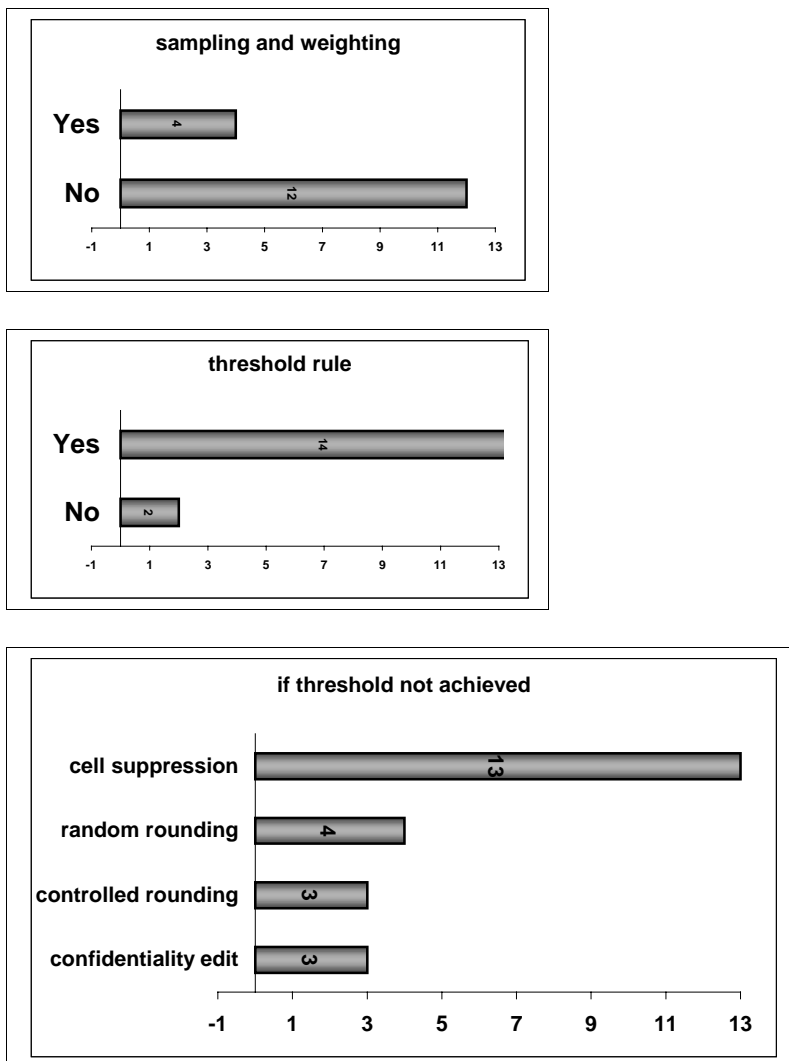 sampling and weighting
Yes 4
No 12
-1 1 3 5 7 9 11 13
threshold rule
Yes 14
No 2
-1 1 3 5 7 9 11 13
if threshold not achieved
cell suppression 13
random rounding 4
controlled rounding 3
confidentiality edit 3
-1 1 3 5 7 9 11 13